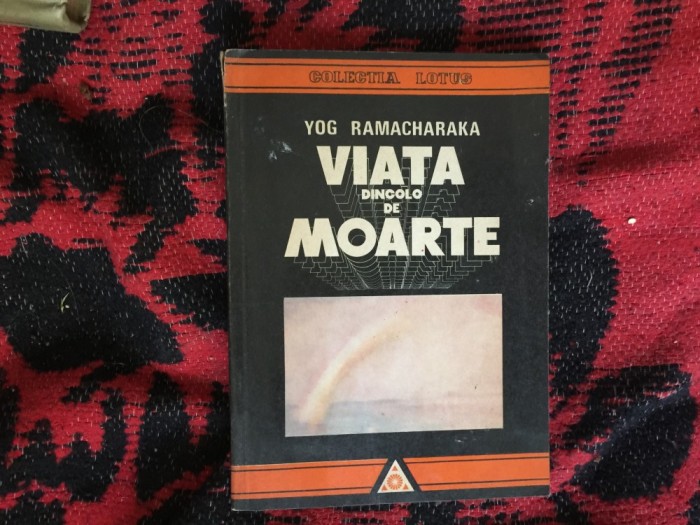 COLECTIA LOTUS
YOG RAMACHARAKA
VIATA
DINCOLO
DE
MOARTE